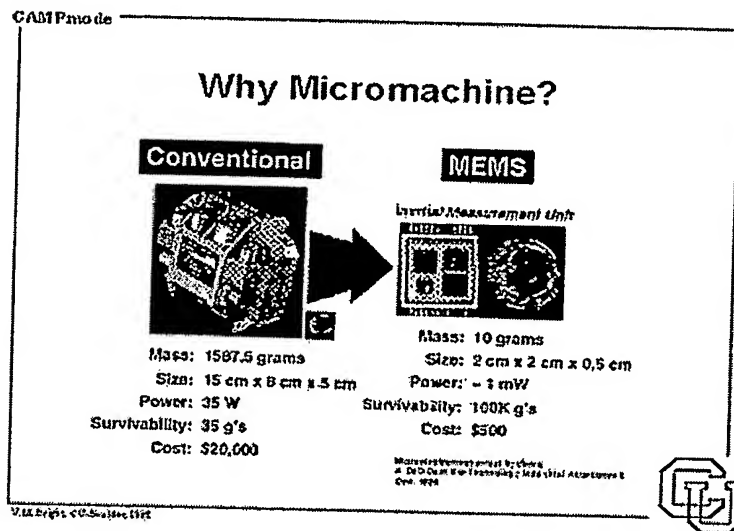 CAMPmode
Why Micromachine?
Conventional
MEMS
Inertial Measurement Unit
Mass: 1587.5 grams
Size: 15 cm x 8 cm x 5 cm
Power: 35 W
Survivability: 35 g's
Cost: $20,000
Mass: 10 grams
Size: 2 cm x 2 cm x 0.5 cm
Power: ~ 1 mW
Survivability: 100K g's
Cost: $500
CU